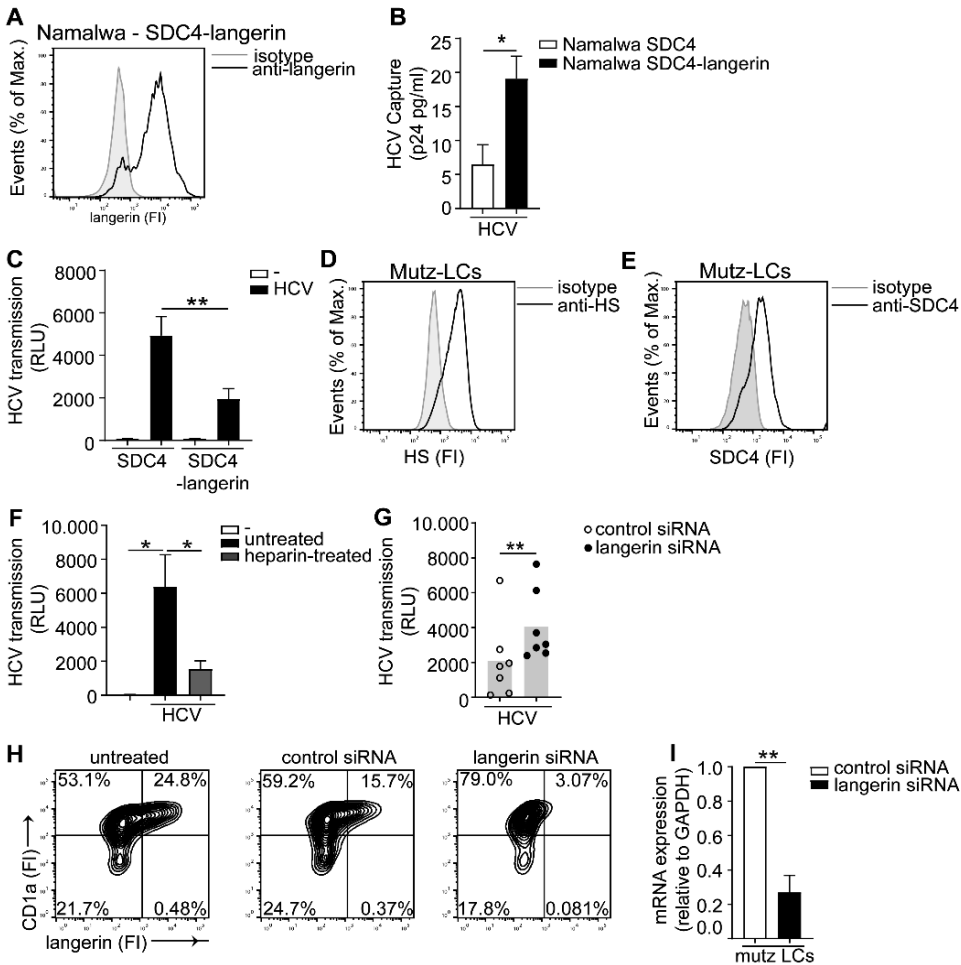 A
Namalwa - SDC4-langerin
isotype
anti-langerin
Events (% of Max.)
langerin (FI)
B
Namalwa SDC4
Namalwa SDC4-langerin
HCV Capture
(p24 pg/ml)
25
20
15
10
5
0
*
HCV
C
HCV transmission
(RLU)
8000
6000
4000
2000
0
-
HCV
**
SDC4
SDC4
-langerin
D
Mutz-LCs
isotype
anti-HS
Events (% of Max.)
HS (FI)
E
Mutz-LCs
isotype
anti-SDC4
Events (% of Max.)
SDC4 (FI)
F
HCV transmission
(RLU)
10.000
8000
6000
4000
2000
0
-
untreated
heparin-treated
* *
HCV
G
HCV transmission
(RLU)
10.000
8000
6000
4000
2000
0
control siRNA
langerin siRNA
**
HCV
H
untreated
53.1% 24.8%
21.7% 0.48%
control siRNA
59.2% 15.7%
24.7% 0.37%
langerin siRNA
79.0% 3.07%
17.8% 0.081%
CD1a (FI)
langerin (FI)
I
mRNA expression
(relative to GAPDH)
1.0
0.8
0.6
0.4
0.2
0
**
control siRNA
langerin siRNA
mutz LCs